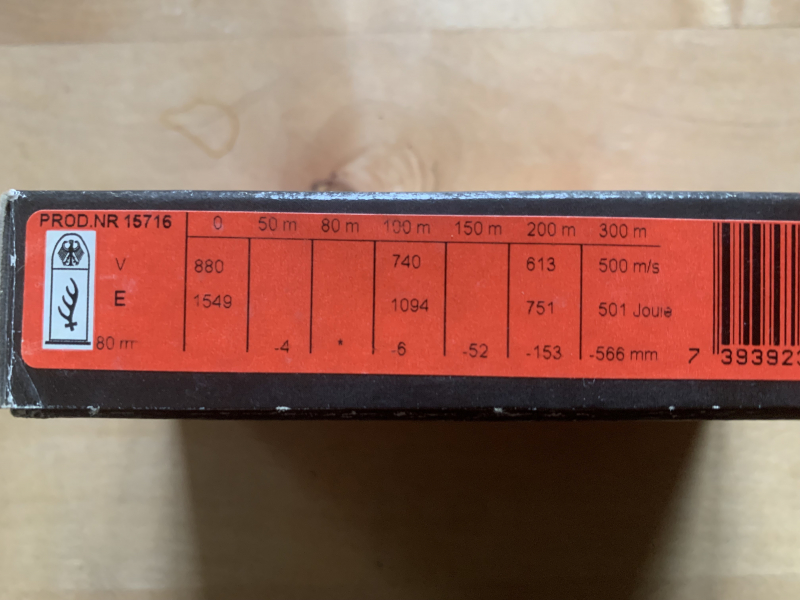 PROD.NR 15716 0 50 m 80 m 100 m 150 m 200 m 300 m
V 880 740 613 500 m/s
E 1549 1094 751 501 Joule
80 m -4 * -6 -52 -153 -566 mm
7 393923